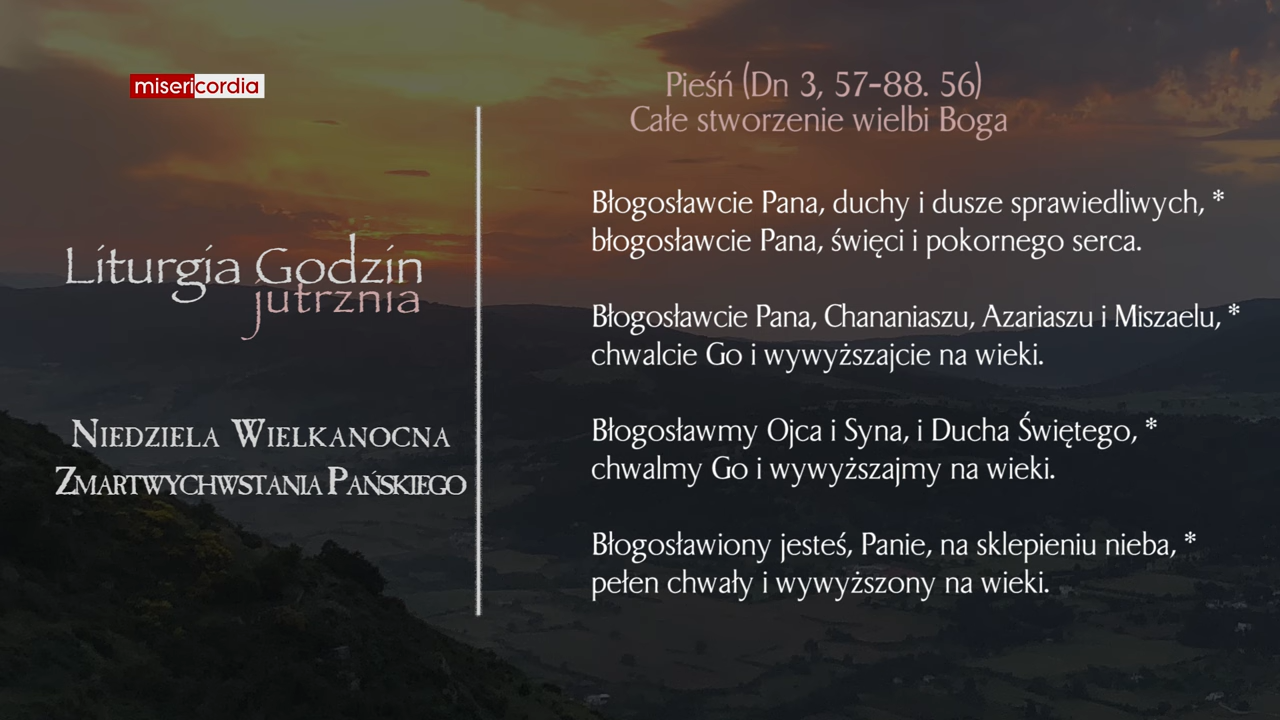 misericordia
Liturgia Godzin
jutrznia
Niedziela Wielkanocna
Zmartwychwstania Pańskiego
Pieśń (Dn 3, 57-88. 56)
Całe stworzenie wielbi Boga
Błogosławcie Pana, duchy i dusze sprawiedliwych, *
błogosławcie Pana, święci i pokornego serca.
Błogosławcie Pana, Chananiaszu, Azariaszu i Miszaelu, *
chwalcie Go i wywyższajcie na wieki.
Błogosławmy Ojca i Syna, i Ducha Świętego, *
chwalmy Go i wywyższajmy na wieki.
Błogosławiony jesteś, Panie, na sklepieniu nieba, *
pełen chwały i wywyższony na wieki.